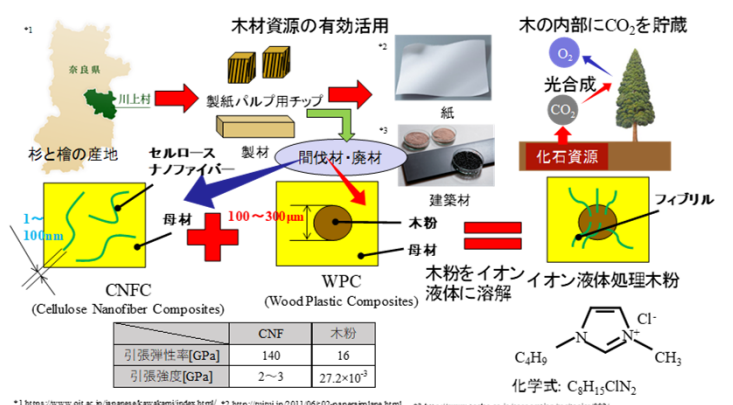 木材資源の有効活用
木の内部にCO₂を貯蔵
*1
奈良県
川上村
杉と檜の産地
製紙パルプ用チップ
製材
間伐材・廃材
*2
紙
*3
建築材
O₂
光合成
CO₂
化石資源
セルロース
ナノファイバー
母材
1～
100nm
CNFC
(Cellulose Nanofiber Composites)
100～300μm
木粉
母材
WPC
(Wood Plastic Composites)
木粉をイオン
液体に溶解
フィブリル
イオン液体処理木粉
N
N⁺
Cl⁻
C₄H₉
CH₃
化学式: C₈H₁₅ClN₂
CNF 木粉
引張弾性率[GPa] 140 16
引張強度[GPa] 2～3 27.2×10⁻³